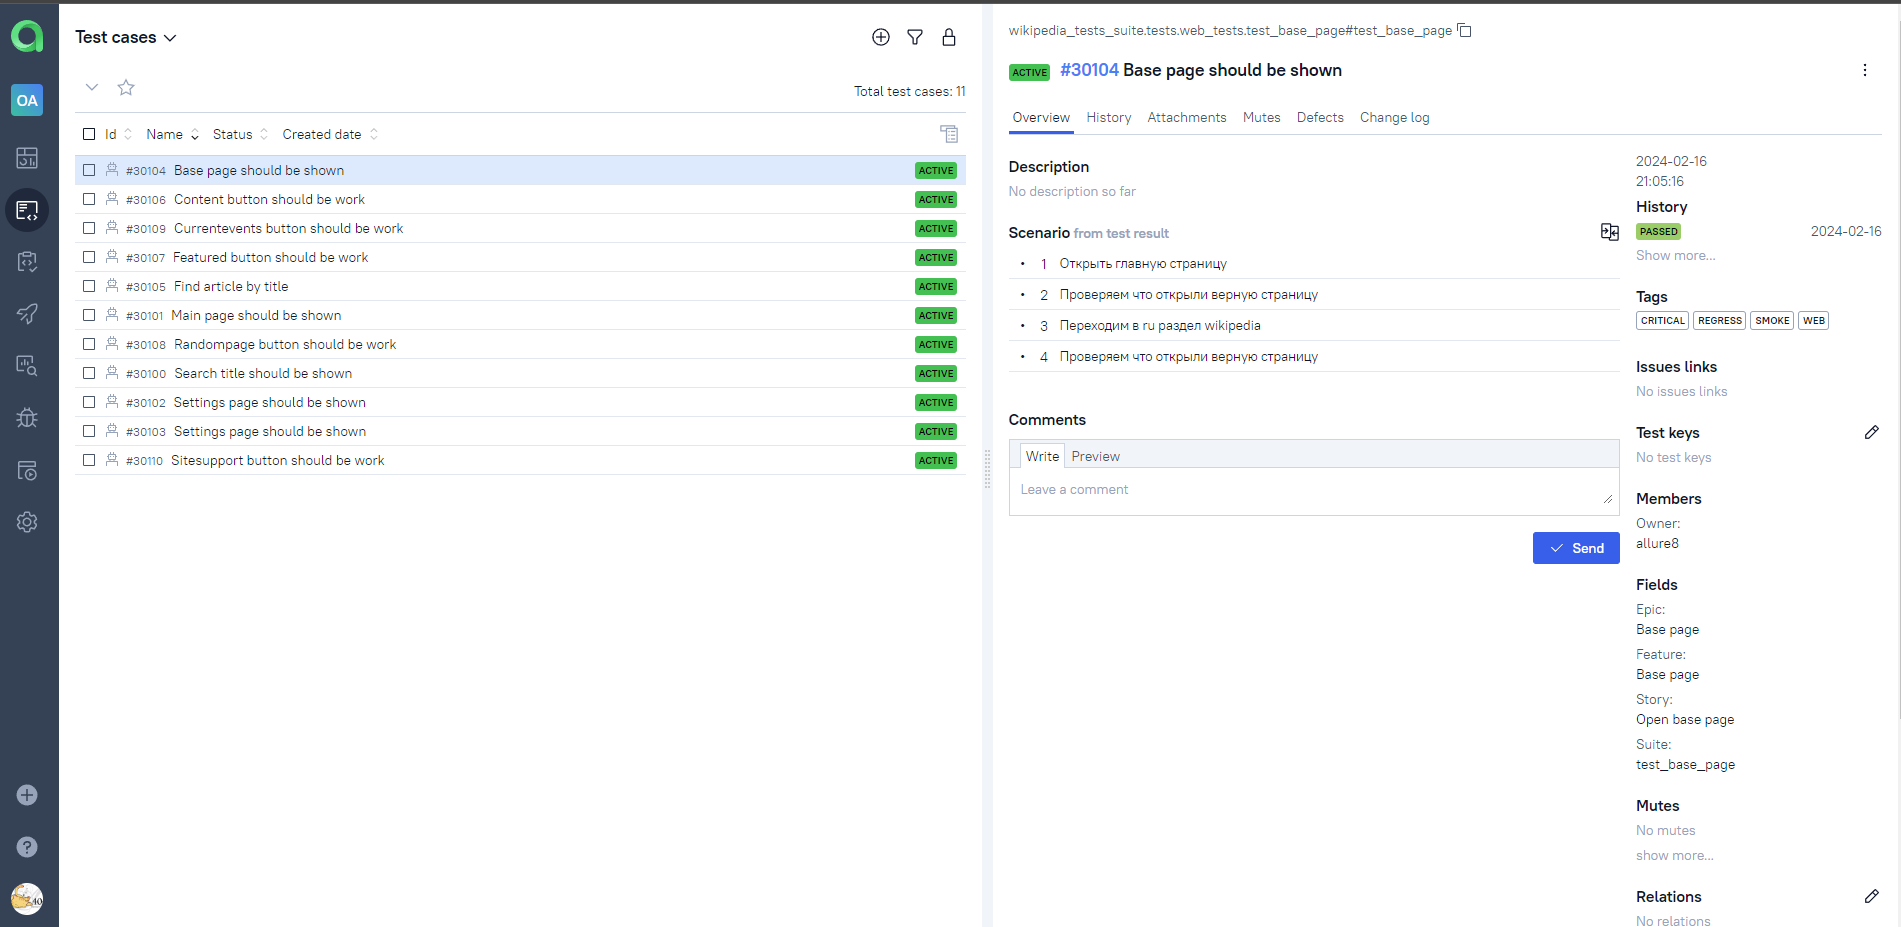 OA
Test cases
Total test cases: 11
Id Name Status Created date
#30104 Base page should be shown ACTIVE
#30106 Content button should be work ACTIVE
#30109 Currentevents button should be work ACTIVE
#30107 Featured button should be work ACTIVE
#30105 Find article by title ACTIVE
#30101 Main page should be shown ACTIVE
#30108 Randompage button should be work ACTIVE
#30100 Search title should be shown ACTIVE
#30102 Settings page should be shown ACTIVE
#30103 Settings page should be shown ACTIVE
#30110 Sitesupport button should be work ACTIVE
wikipedia_tests_suite.tests.web_tests.test_base_page#test_base_page
ACTIVE #30104 Base page should be shown
Overview History Attachments Mutes Defects Change log
Description
No description so far
Scenario from test result
• 1 Открыть главную страницу
• 2 Проверяем что открыли верную страницу
• 3 Переходим в ru раздел wikipedia
• 4 Проверяем что открыли верную страницу
Comments
Write Preview
Leave a comment
Send
2024-02-16
21:05:16
History
PASSED 2024-02-16
Show more...
Tags
CRITICAL REGRESS SMOKE WEB
Issues links
No issues links
Test keys
No test keys
Members
Owner:
allure8
Fields
Epic:
Base page
Feature:
Base page
Story:
Open base page
Suite:
test_base_page
Mutes
No mutes
show more...
Relations
No relations
40